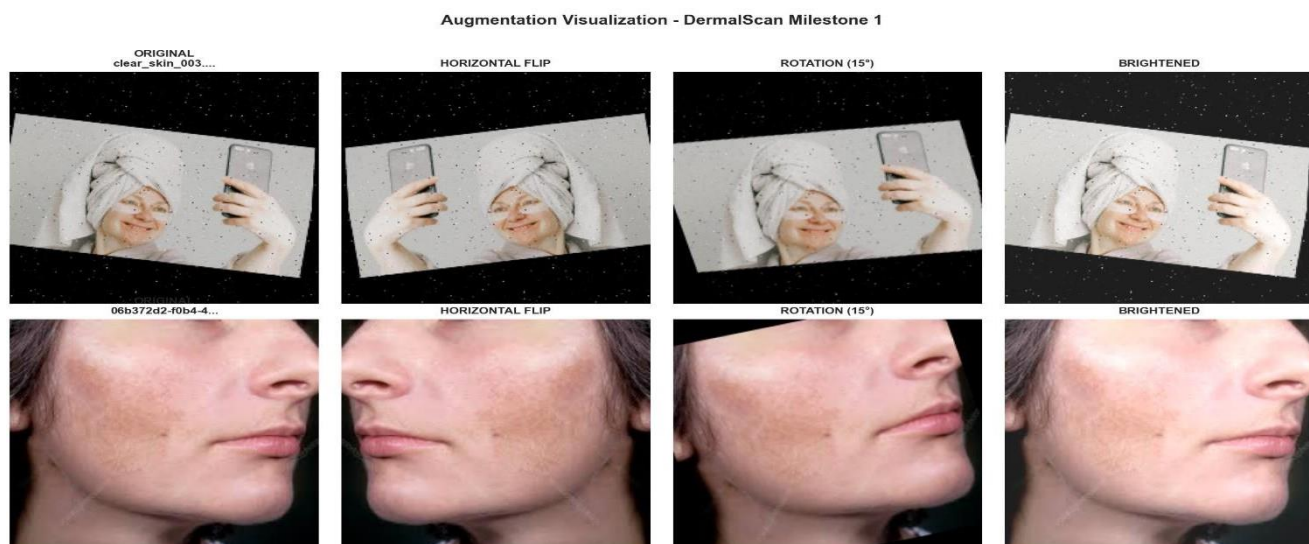 Augmentation Visualization - DermalScan Milestone 1
ORIGINAL
clear_skin_003....
HORIZONTAL FLIP
ROTATION (15°)
BRIGHTENED
ORIGINAL
06b372d2-f0b4-4...
HORIZONTAL FLIP
ROTATION (15°)
BRIGHTENED